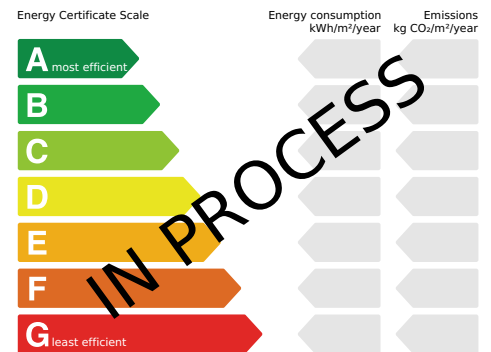 Energy Certificate Scale
Energy consumption
kWh/m²/year
Emissions
kg CO₂/m²/year
A most efficient
B
C
D
E
F
G least efficient
IN PROCESS